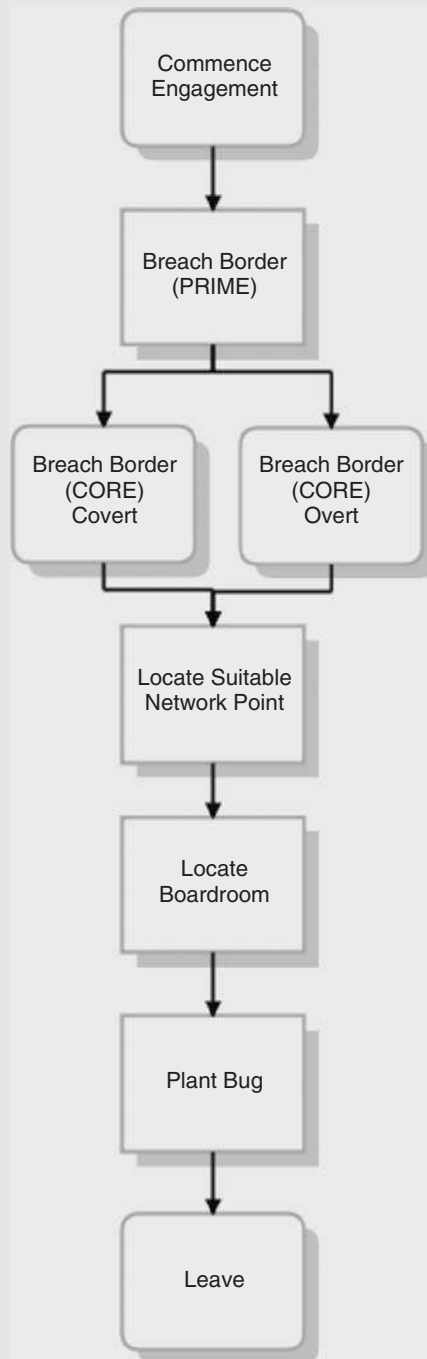 Commence
Engagement
Breach Border
(PRIME)
Breach Border
(CORE)
Covert
Breach Border
(CORE)
Overt
Locate Suitable
Network Point
Locate
Boardroom
Plant Bug
Leave